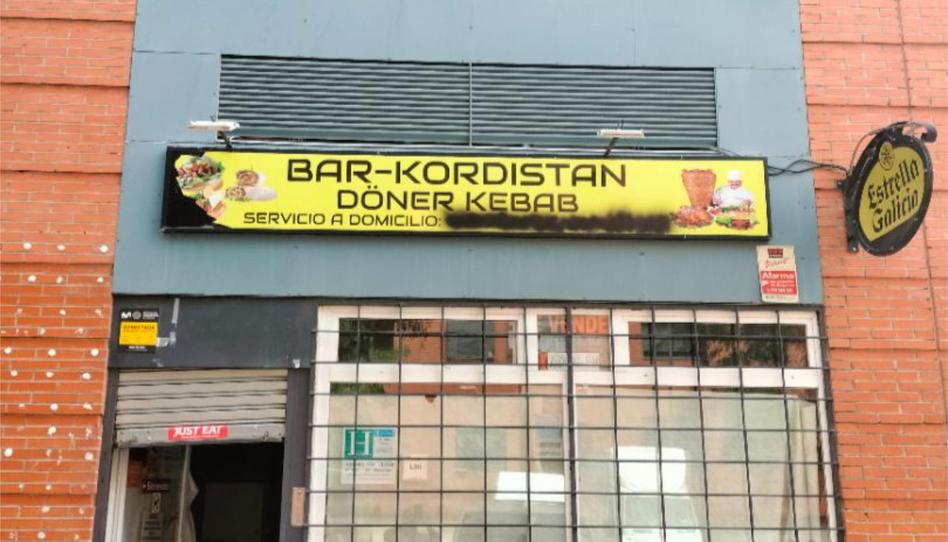 BAR-KORDISTAN
DÖNER KEBAB
SERVICIO A DOMICILIO:
Estrella
Galicia
Alarma
VENDE
JUST EAT
H